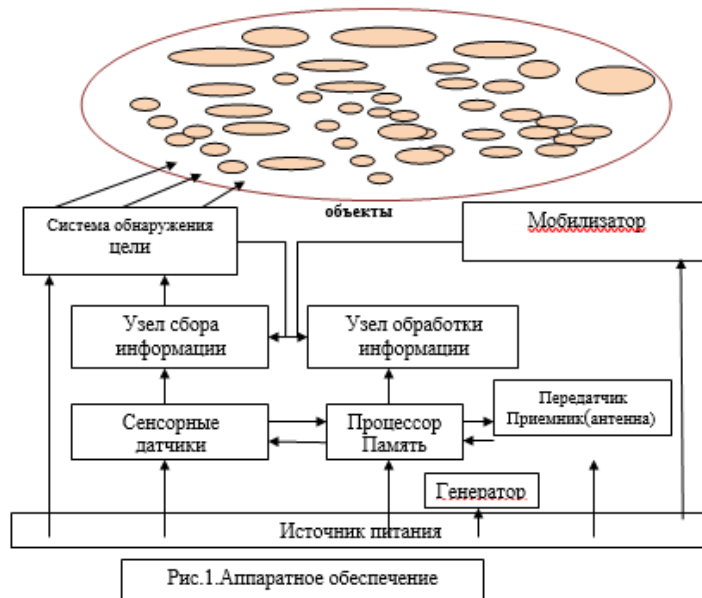 объекты
Система обнаружения
цели
Мобилизатор
Узел сбора
информации
Узел обработки
информации
Сенсорные
датчики
Процессор
Память
Передатчик
Приемник(антенна)
Генератор
Источник питания
Рис.1.Аппаратное обеспечение